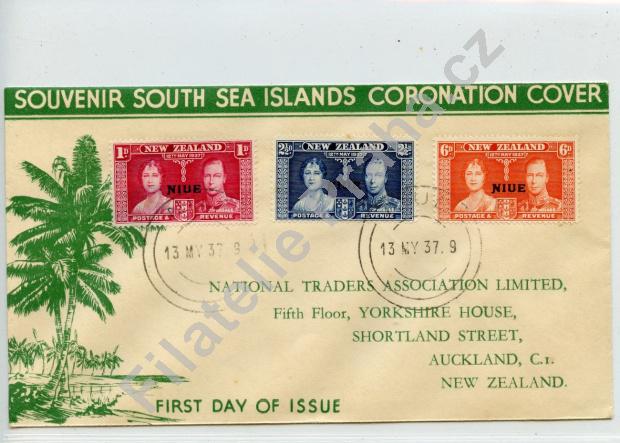 SOUVENIR SOUTH SEA ISLANDS CORONATION COVER
1D NEW ZEALAND 1D
12TH MAY 1937
NIUE
POSTAGE & REVENUE
2½D NEW ZEALAND 2½D
12TH MAY 1937
POSTAGE & REVENUE
6D NEW ZEALAND 6D
12TH MAY 1937
NIUE
POSTAGE & REVENUE
13 MY 37. 9
13 MY 37. 9
NATIONAL TRADERS ASSOCIATION LIMITED,
Fifth Floor, YORKSHIRE HOUSE,
SHORTLAND STREET,
AUCKLAND, C1.
NEW ZEALAND.
FIRST DAY OF ISSUE
Filatelie Praha.cz